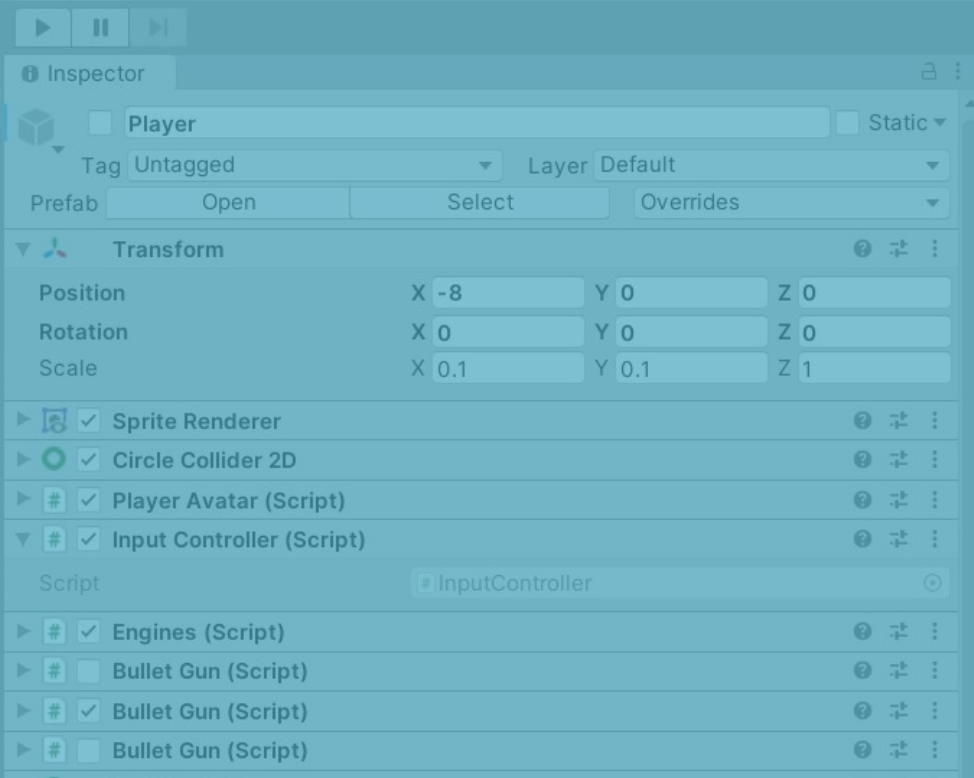 Inspector
Player Static
Tag Untagged Layer Default
Prefab Open Select Overrides
Transform
Position X -8 Y 0 Z 0
Rotation X 0 Y 0 Z 0
Scale X 0.1 Y 0.1 Z 1
Sprite Renderer
Circle Collider 2D
# Player Avatar (Script)
# Input Controller (Script)
Script # InputController
# Engines (Script)
# Bullet Gun (Script)
# Bullet Gun (Script)
# Bullet Gun (Script)